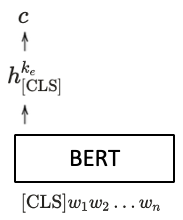 c
h^{k_e}_{[CLS]}
BERT
[CLS]w_1w_2 ... w_n